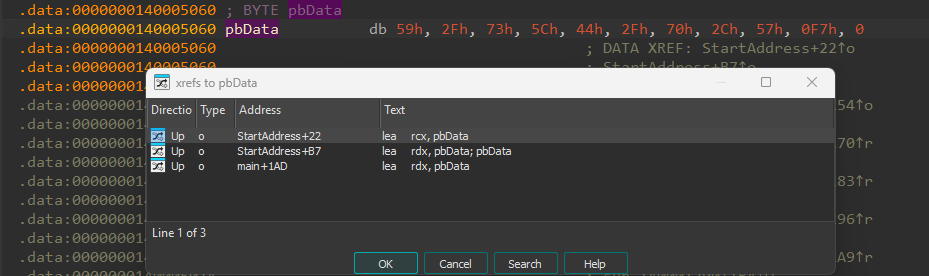 .data:0000000140005060 ; BYTE pbData
.data:0000000140005060 pbData db 59h, 2Fh, 73h, 5Ch, 44h, 2Fh, 70h, 2Ch, 57h, 0F7h, 0
.data:0000000140005060 ; DATA XREF: StartAddress+22↑o
.data:0000000140005060 ; StartAddress+B7↑o
xrefs to pbData
Directio Type Address Text
Up o StartAddress+22 lea rcx, pbData
Up o StartAddress+B7 lea rdx, pbData; pbData
Up o main+1AD lea rdx, pbData
Line 1 of 3
OK Cancel Search Help
.data:00000001
.data:00000001 54↑o
.data:00000001
.data:00000001 70↑r
.data:00000001
.data:00000001 83↑r
.data:00000001
.data:00000001 96↑r
.data:00000001
.data:00000001 A9↑r